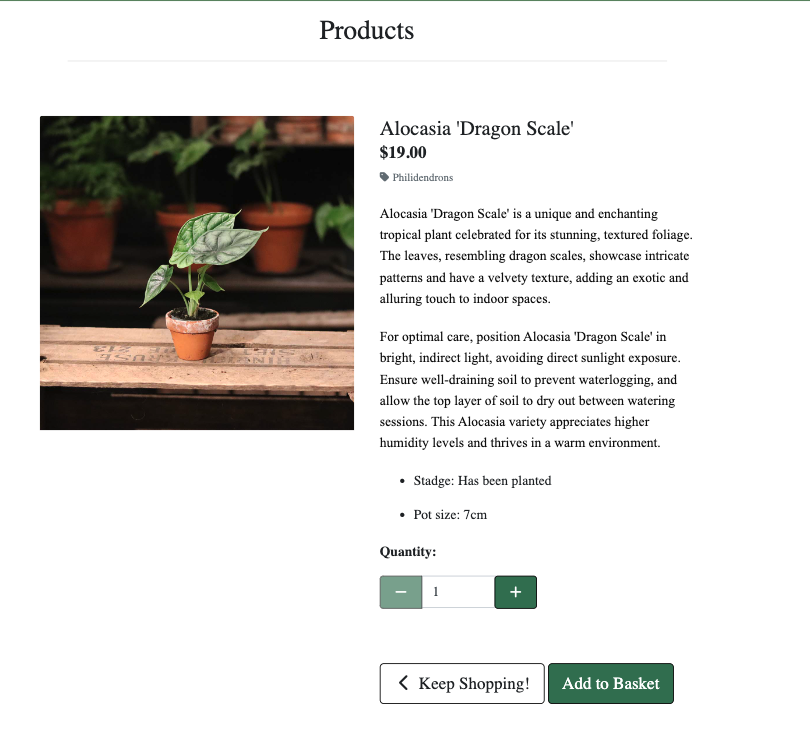 Products
Alocasia 'Dragon Scale'
$19.00
Philidendrons
Alocasia 'Dragon Scale' is a unique and enchanting
tropical plant celebrated for its stunning, textured foliage.
The leaves, resembling dragon scales, showcase intricate
patterns and have a velvety texture, adding an exotic and
alluring touch to indoor spaces.
For optimal care, position Alocasia 'Dragon Scale' in
bright, indirect light, avoiding direct sunlight exposure.
Ensure well-draining soil to prevent waterlogging, and
allow the top layer of soil to dry out between watering
sessions. This Alocasia variety appreciates higher
humidity levels and thrives in a warm environment.
• Stadge: Has been planted
• Pot size: 7cm
Quantity:
− 1 +
Keep Shopping!
Add to Basket